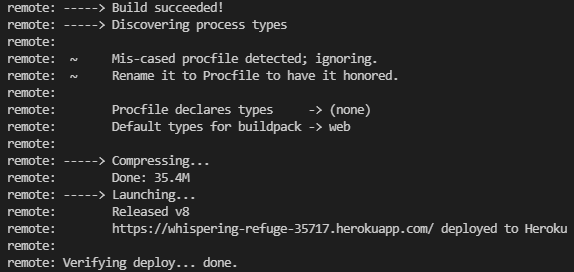 remote: -----> Build succeeded!
remote: -----> Discovering process types
remote:
remote:  ~     Mis-cased procfile detected; ignoring.
remote:  ~     Rename it to Procfile to have it honored.
remote:
remote:        Procfile declares types     -> (none)
remote:        Default types for buildpack -> web
remote:
remote: -----> Compressing...
remote:        Done: 35.4M
remote: -----> Launching...
remote:        Released v8
remote:        https://whispering-refuge-35717.herokuapp.com/ deployed to Heroku
remote:
remote: Verifying deploy... done.